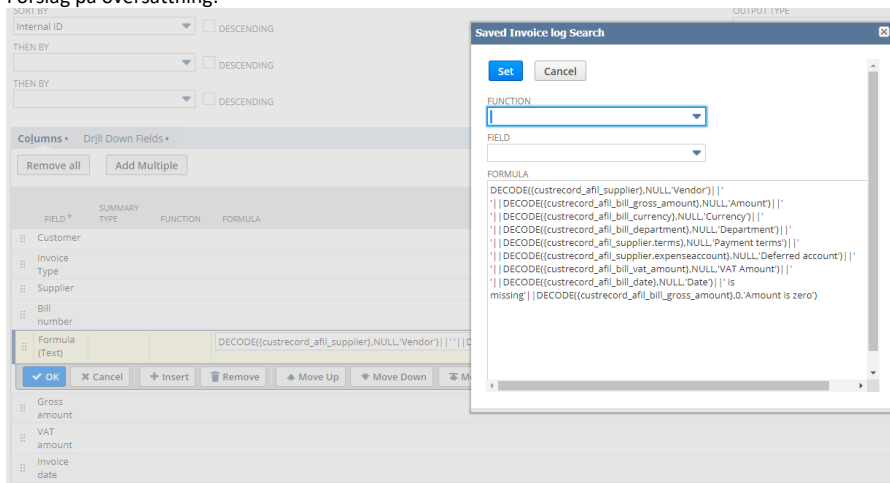 Förslag på översättning:
SORT BY
Internal ID
DESCENDING
THEN BY
DESCENDING
THEN BY
DESCENDING
OUTPUT TYPE
Columns •
Drill Down Fields •
Remove all
Add Multiple
FIELD *
SUMMARY TYPE
FUNCTION
FORMULA
Customer
Invoice
Type
Supplier
Bill
number
Formula
(Text)
DECODE({custrecord_afil_supplier},NULL,'Vendor')||' '||D
OK
Cancel
Insert
Remove
Move Up
Move Down
Gross
amount
VAT
amount
Invoice
date
Saved Invoice log Search
Set
Cancel
FUNCTION
FIELD
FORMULA
DECODE({custrecord_afil_supplier},NULL,'Vendor')||'
'||DECODE({custrecord_afil_bill_gross_amount},NULL,'Amount')||'
'||DECODE({custrecord_afil_bill_currency},NULL,'Currency')||'
'||DECODE({custrecord_afil_bill_department},NULL,'Department')||'
'||DECODE({custrecord_afil_supplier.terms},NULL,'Payment terms')||'
'||DECODE({custrecord_afil_supplier.expenseaccount},NULL,'Deferred account')||'
'||DECODE({custrecord_afil_bill_vat_amount},NULL,'VAT Amount')||'
'||DECODE({custrecord_afil_bill_date},NULL,'Date')||' is
missing'||DECODE({custrecord_afil_bill_gross_amount},0,'Amount is zero')